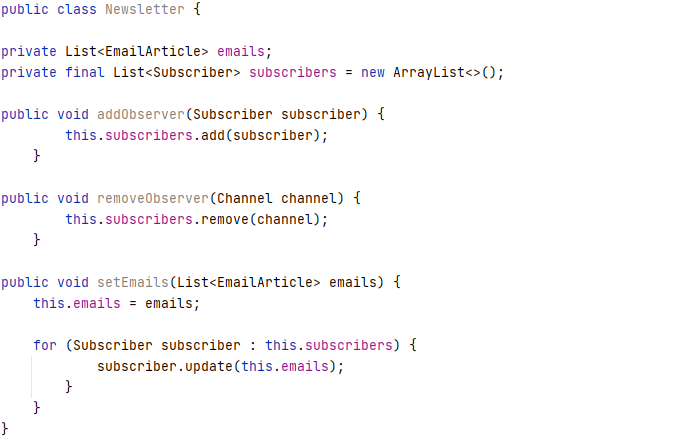 public class Newsletter {
private List<EmailArticle> emails;
private final List<Subscriber> subscribers = new ArrayList<>();
public void addObserver(Subscriber subscriber) {
this.subscribers.add(subscriber);
}
public void removeObserver(Channel channel) {
this.subscribers.remove(channel);
}
public void setEmails(List<EmailArticle> emails) {
this.emails = emails;
for (Subscriber subscriber : this.subscribers) {
subscriber.update(this.emails);
}
}
}